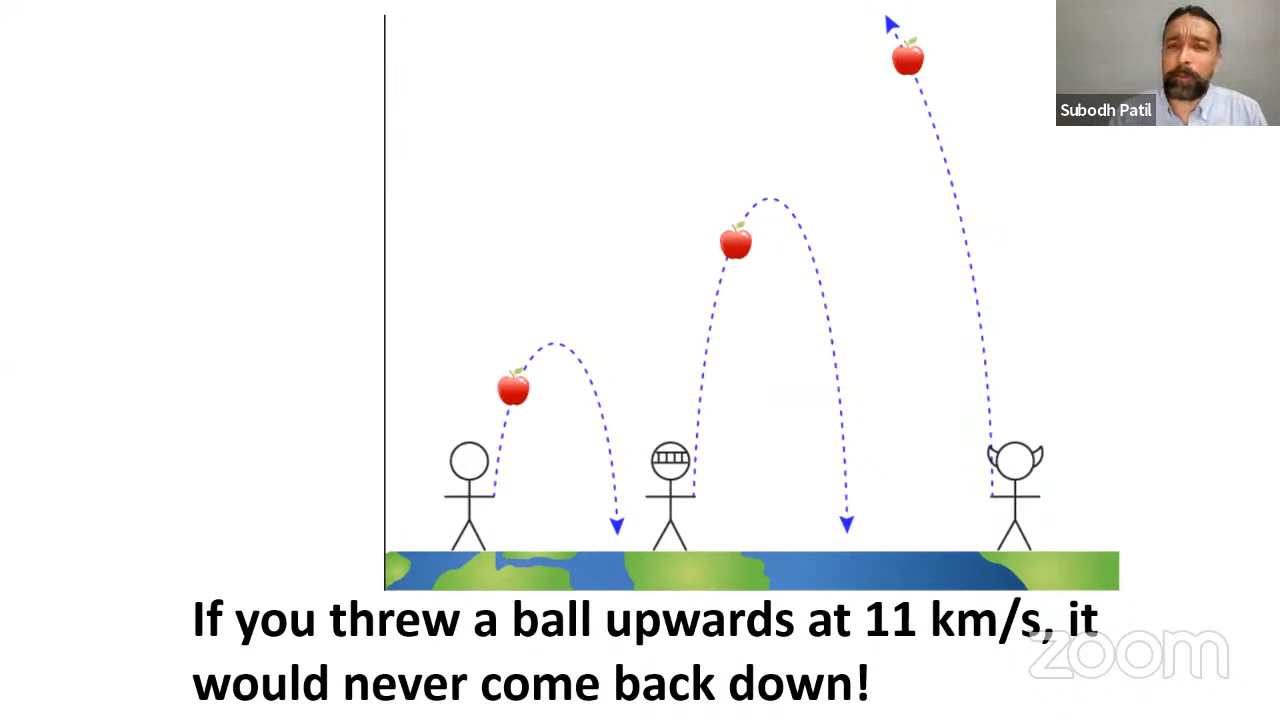 Subodh Patil
If you threw a ball upwards at 11 km/s, it
would never come back down!
zoom